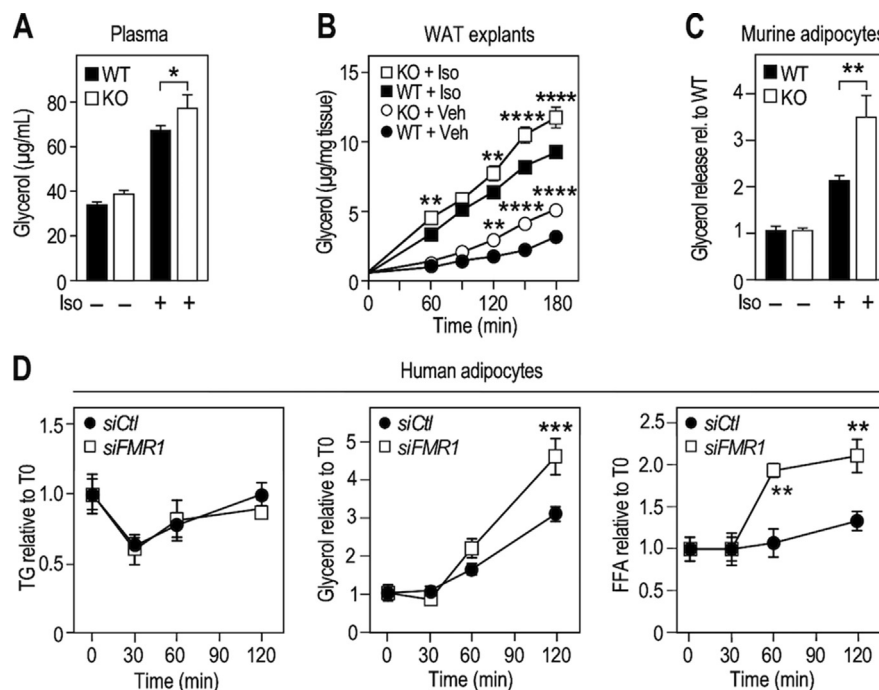 A
Plasma
WT
KO
*
Glycerol (µg/mL)
80
60
40
20
0
Iso – – + +
B
WAT explants
KO + Iso
WT + Iso
KO + Veh
WT + Veh
****
****
**
**
****
****
**
Glycerol (µg/mg tissue)
15
10
5
0
0 60 120 180
Time (min)
C
Murine adipocytes
WT
KO
**
Glycerol release rel. to WT
4
3
2
1
0
Iso – – + +
D
Human adipocytes
siCtl
siFMR1
TG relative to T0
1.5
1.0
0.5
0
0 30 60 90 120
Time (min)
siCtl
siFMR1
***
Glycerol relative to T0
5
4
3
2
1
0
0 30 60 90 120
Time (min)
siCtl
siFMR1
**
**
FFA relative to T0
2.5
2.0
1.5
1.0
0.5
0
0 30 60 90 120
Time (min)